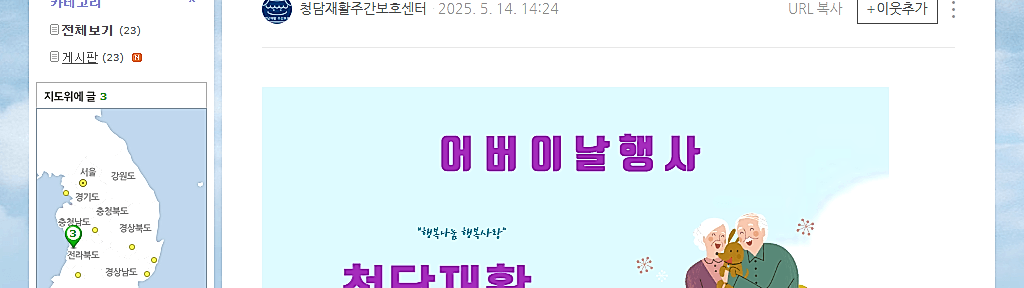 카테고리
전체보기 (23)
게시판 (23) N
지도위에 글 3
서울
강원도
경기도
충청북도
충청남도
경상북도
3
전라북도
경상남도
청담재활주간보호센터 · 2025. 5. 14. 14:24
URL 복사
+이웃추가
어버이날행사
"행복나눔 행복사랑"
청담재활